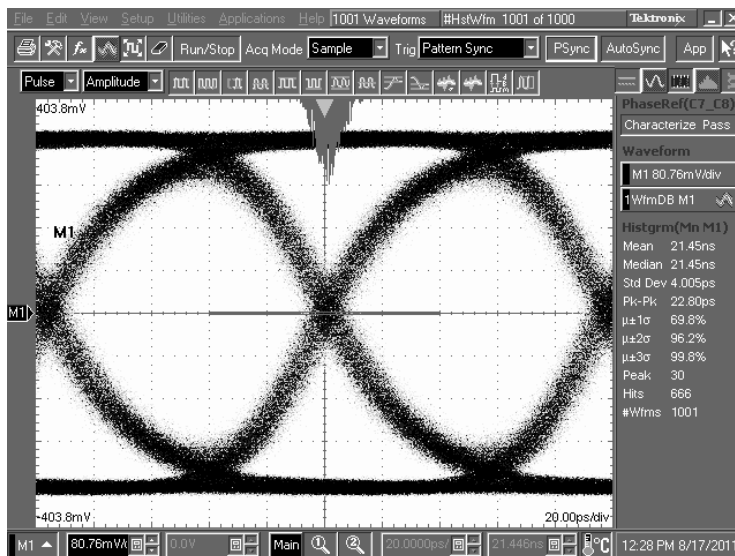 File Edit View Setup Utilities Applications Help 1001 Waveforms #HstWfm 1001 of 1000 Tektronix
Run/Stop Acq Mode Sample Trig Pattern Sync PSync AutoSync App
Pulse Amplitude
403.8mV
PhaseRef(C7_C8)
Characterize Pass
Waveform
M1 80.76mV/div
1WfmDB M1
M1
Histgrm(Mn M1)
Mean 21.45ns
Median 21.45ns
Std Dev 4.005ps
M1
Pk-Pk 22.80ps
µ±1σ 69.8%
µ±2σ 96.2%
µ±3σ 99.8%
Peak 30
Hits 666
#Wfms 1001
-403.8mV 20.00ps/div
M1 80.76mV/ 0.0V Main 1 2 20.0000ps/ 21.446ns °C 12:28 PM 8/17/2011